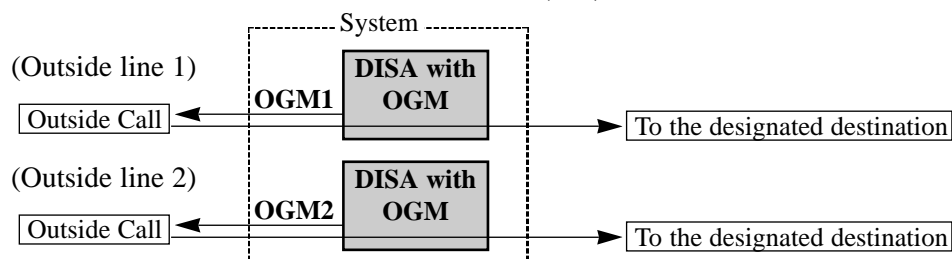 System
(Outside line 1)
DISA with
OGM
OGM1
Outside Call
To the designated destination
(Outside line 2)
DISA with
OGM
OGM2
Outside Call
To the designated destination